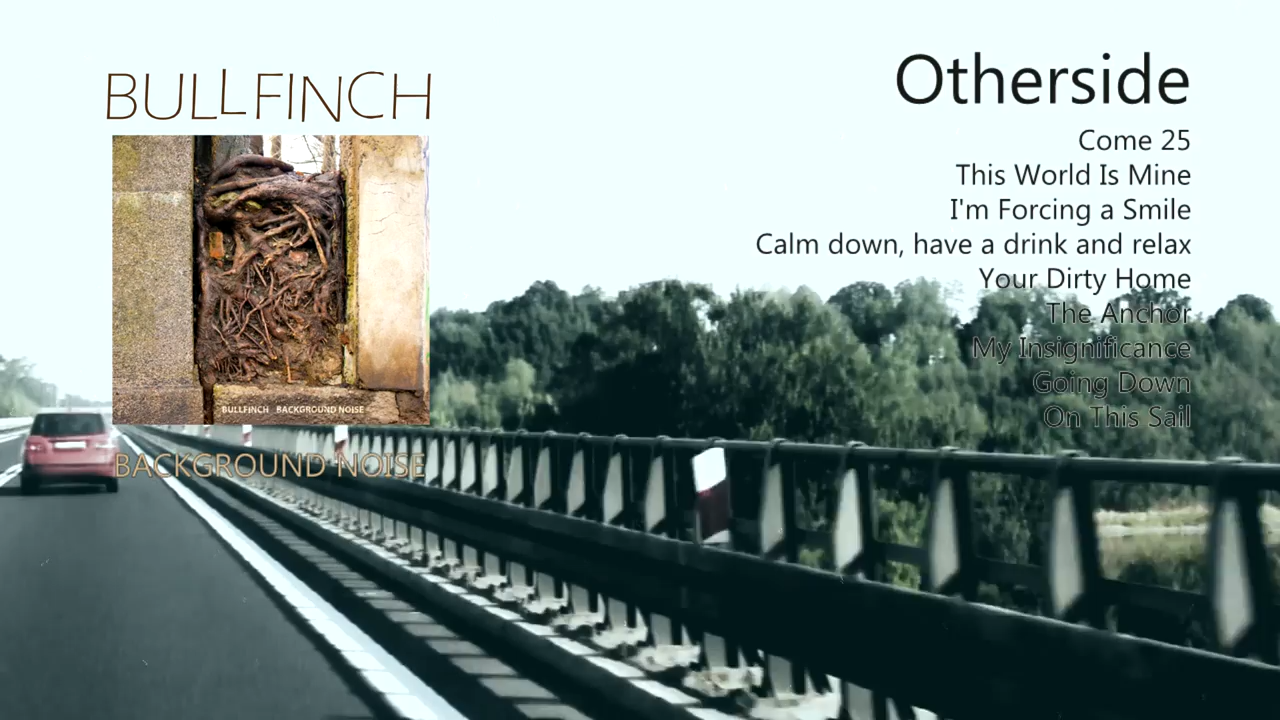 BULLFINCH
BULLFINCH BACKGROUND NOISE
BACKGROUND NOISE
Otherside
Come 25
This World Is Mine
I'm Forcing a Smile
Calm down, have a drink and relax
Your Dirty Home
The Anchor
My Insignificance
Going Down
On This Sail